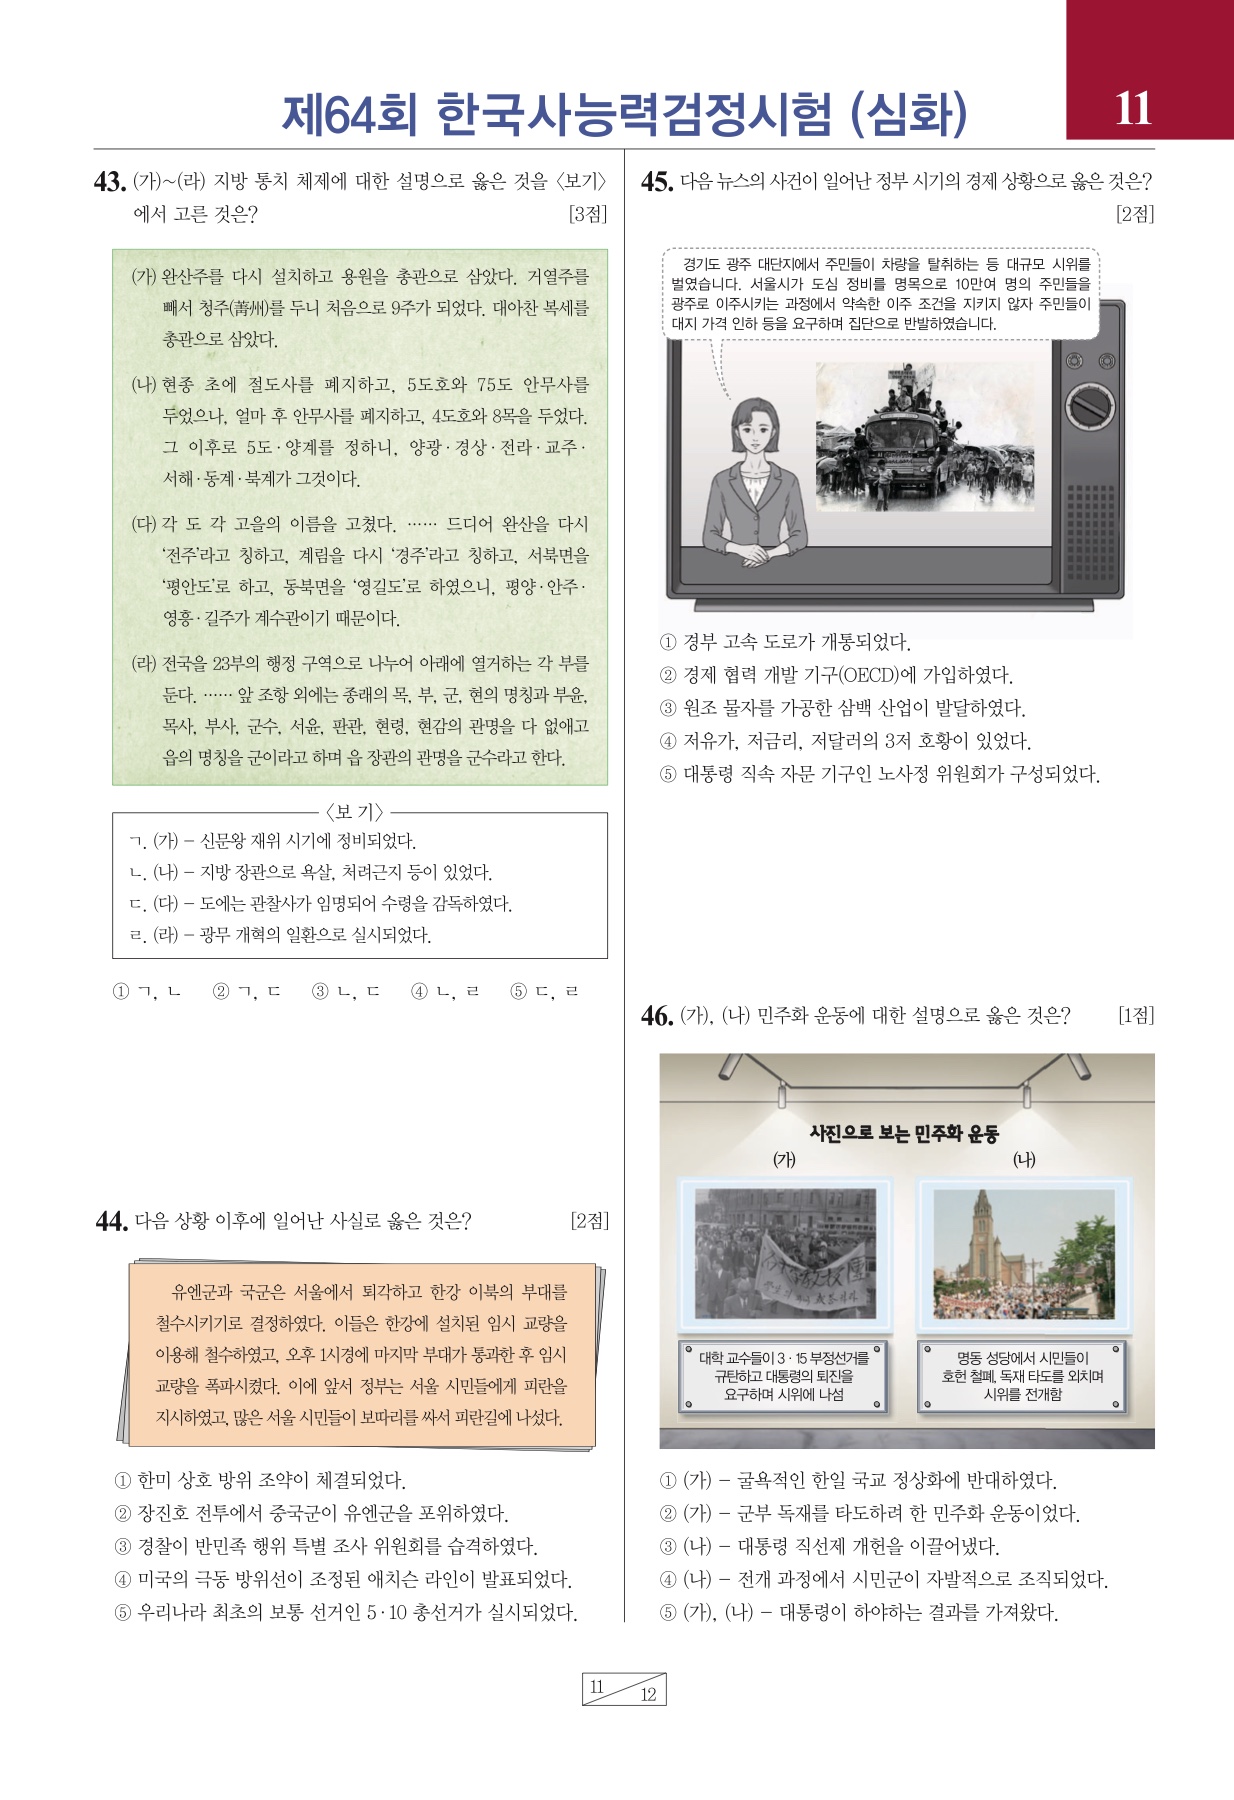 제64회 한국사능력검정시험 (심화)
11
43. (가)~(라) 지방 통치 체제에 대한 설명으로 옳은 것을 〈보기〉
에서 고른 것은? [3점]
(가) 완산주를 다시 설치하고 용원을 총관으로 삼았다. 거열주를
빼서 청주(菁州)를 두니 처음으로 9주가 되었다. 대아찬 복세를
총관으로 삼았다.
(나) 현종 초에 절도사를 폐지하고, 5도호와 75도 안무사를
두었으나, 얼마 후 안무사를 폐지하고, 4도호와 8목을 두었다.
그 이후로 5도·양계를 정하니, 양광·경상·전라·교주·
서해·동계·북계가 그것이다.
(다) 각 도 각 고을의 이름을 고쳤다. …… 드디어 완산을 다시
‘전주’라고 칭하고, 계림을 다시 ‘경주’라고 칭하고, 서북면을
‘평안도’로 하고, 동북면을 ‘영길도’로 하였으니, 평양·안주·
영흥·길주가 계수관이기 때문이다.
(라) 전국을 23부의 행정 구역으로 나누어 아래에 열거하는 각 부를
둔다. …… 앞 조항 외에는 종래의 목, 부, 군, 현의 명칭과 부윤,
목사, 부사, 군수, 서윤, 판관, 현령, 현감의 관명을 다 없애고
읍의 명칭을 군이라고 하며 읍 장관의 관명을 군수라고 한다.
〈보 기〉
ㄱ. (가) – 신문왕 재위 시기에 정비되었다.
ㄴ. (나) – 지방 장관으로 욕살, 처려근지 등이 있었다.
ㄷ. (다) – 도에는 관찰사가 임명되어 수령을 감독하였다.
ㄹ. (라) – 광무 개혁의 일환으로 실시되었다.
① ㄱ, ㄴ ② ㄱ, ㄷ ③ ㄴ, ㄷ ④ ㄴ, ㄹ ⑤ ㄷ, ㄹ
44. 다음 상황 이후에 일어난 사실로 옳은 것은? [2점]
유엔군과 국군은 서울에서 퇴각하고 한강 이북의 부대를
철수시키기로 결정하였다. 이들은 한강에 설치된 임시 교량을
이용해 철수하였고, 오후 1시경에 마지막 부대가 통과한 후 임시
교량을 폭파시켰다. 이에 앞서 정부는 서울 시민들에게 피란을
지시하였고, 많은 서울 시민들이 보따리를 싸서 피란길에 나섰다.
① 한미 상호 방위 조약이 체결되었다.
② 장진호 전투에서 중국군이 유엔군을 포위하였다.
③ 경찰이 반민족 행위 특별 조사 위원회를 습격하였다.
④ 미국의 극동 방위선이 조정된 애치슨 라인이 발표되었다.
⑤ 우리나라 최초의 보통 선거인 5·10 총선거가 실시되었다.
45. 다음 뉴스의 사건이 일어난 정부 시기의 경제 상황으로 옳은 것은?
[2점]
경기도 광주 대단지에서 주민들이 차량을 탈취하는 등 대규모 시위를
벌였습니다. 서울시가 도심 정비를 명목으로 10만여 명의 주민들을
광주로 이주시키는 과정에서 약속한 이주 조건을 지키지 않자 주민들이
대지 가격 인하 등을 요구하며 집단으로 반발하였습니다.
① 경부 고속 도로가 개통되었다.
② 경제 협력 개발 기구(OECD)에 가입하였다.
③ 원조 물자를 가공한 삼백 산업이 발달하였다.
④ 저유가, 저금리, 저달러의 3저 호황이 있었다.
⑤ 대통령 직속 자문 기구인 노사정 위원회가 구성되었다.
46. (가), (나) 민주화 운동에 대한 설명으로 옳은 것은? [1점]
사진으로 보는 민주화 운동
(가) (나)
대학 교수들이 3·15 부정선거를
규탄하고 대통령의 퇴진을
요구하며 시위에 나섬
명동 성당에서 시민들이
호헌 철폐, 독재 타도를 외치며
시위를 전개함
① (가) – 굴욕적인 한일 국교 정상화에 반대하였다.
② (가) – 군부 독재를 타도하려 한 민주화 운동이었다.
③ (나) – 대통령 직선제 개헌을 이끌어냈다.
④ (나) – 전개 과정에서 시민군이 자발적으로 조직되었다.
⑤ (가), (나) – 대통령이 하야하는 결과를 가져왔다.
11
12